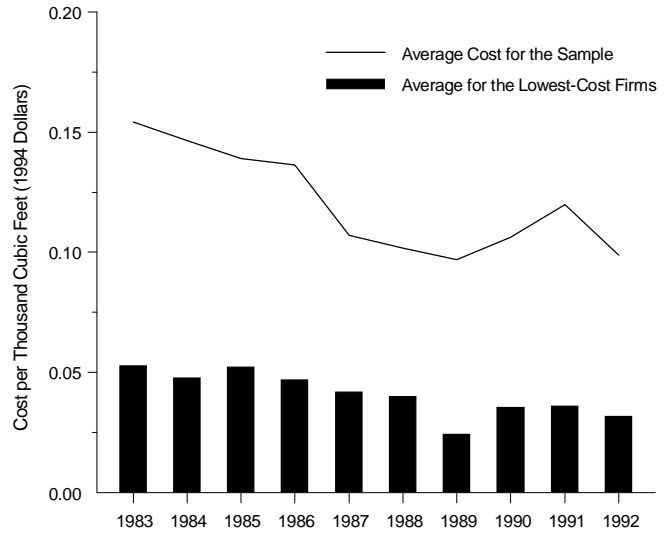 0.20
Average Cost for the Sample
Average for the Lowest-Cost Firms
0.15
0.10
0.05
0.00
Cost per Thousand Cubic Feet (1994 Dollars)
1983 1984 1985 1986 1987 1988 1989 1990 1991 1992